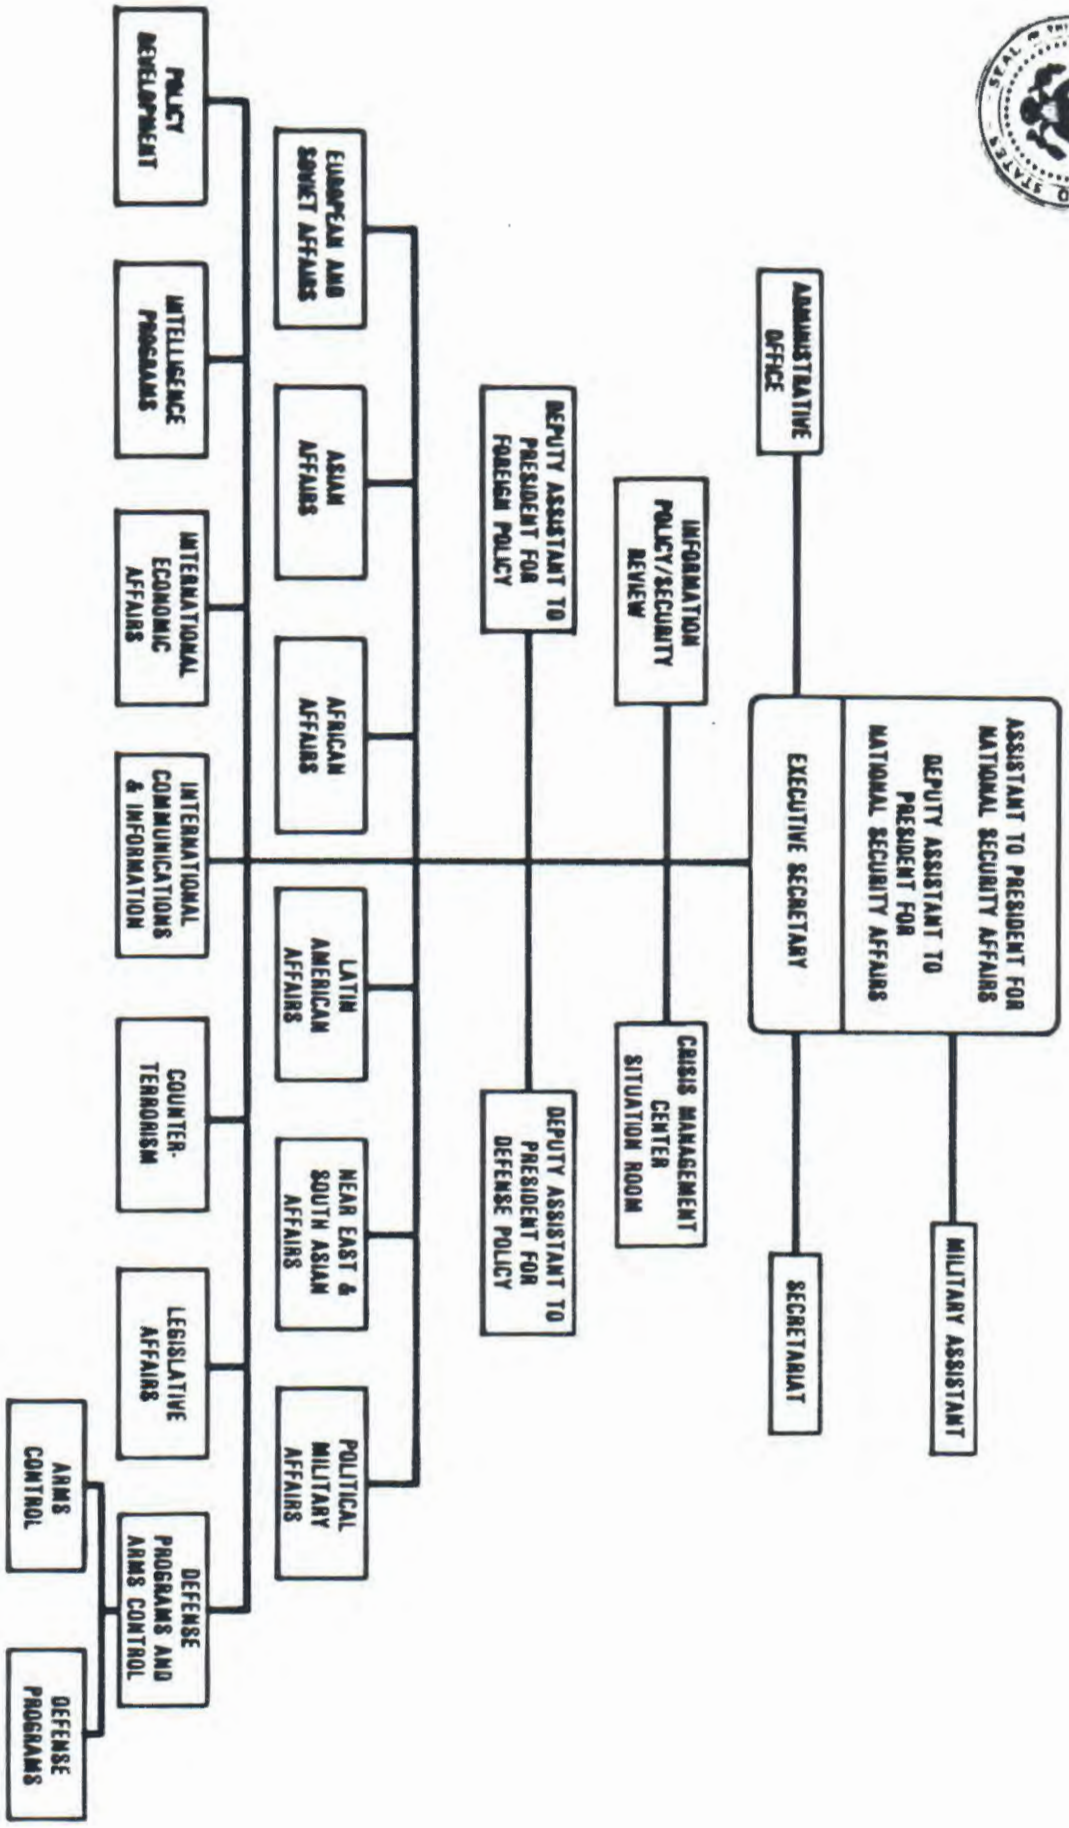 SEAL
STATES
ASSISTANT TO PRESIDENT FOR
NATIONAL SECURITY AFFAIRS
DEPUTY ASSISTANT TO
PRESIDENT FOR
NATIONAL SECURITY AFFAIRS
EXECUTIVE SECRETARY
MILITARY ASSISTANT
ADMINISTRATIVE
OFFICE
SECRETARIAT
INFORMATION
POLICY/SECURITY
REVIEW
CRISIS MANAGEMENT
CENTER
SITUATION ROOM
DEPUTY ASSISTANT TO
PRESIDENT FOR
FOREIGN POLICY
DEPUTY ASSISTANT TO
PRESIDENT FOR
DEFENSE POLICY
EUROPEAN AND
SOVIET AFFAIRS
ASIAN
AFFAIRS
AFRICAN
AFFAIRS
LATIN
AMERICAN
AFFAIRS
NEAR EAST &
SOUTH ASIAN
AFFAIRS
POLITICAL
MILITARY
AFFAIRS
POLICY
DEVELOPMENT
INTELLIGENCE
PROGRAMS
INTERNATIONAL
ECONOMIC
AFFAIRS
INTERNATIONAL
COMMUNICATIONS
& INFORMATION
COUNTER-
TERRORISM
LEGISLATIVE
AFFAIRS
DEFENSE
PROGRAMS AND
ARMS CONTROL
ARMS
CONTROL
DEFENSE
PROGRAMS